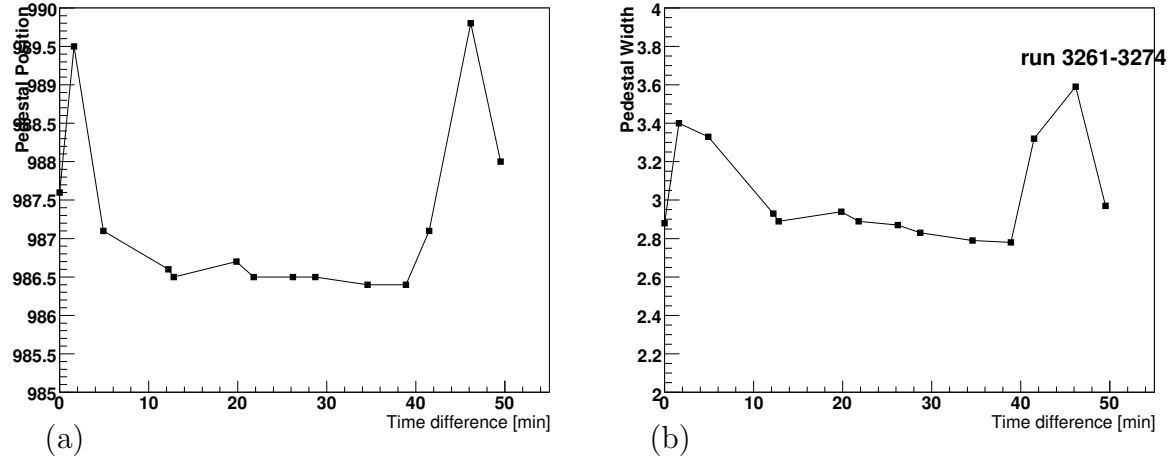 Pedestal Position
990
989.5
989
988.5
988
987.5
987
986.5
986
985.5
985
0 10 20 30 40 50
Time difference [min]
(a)
Pedestal Width
4
3.8
3.6
3.4
3.2
3
2.8
2.6
2.4
2.2
2
run 3261-3274
0 10 20 30 40 50
Time difference [min]
(b)